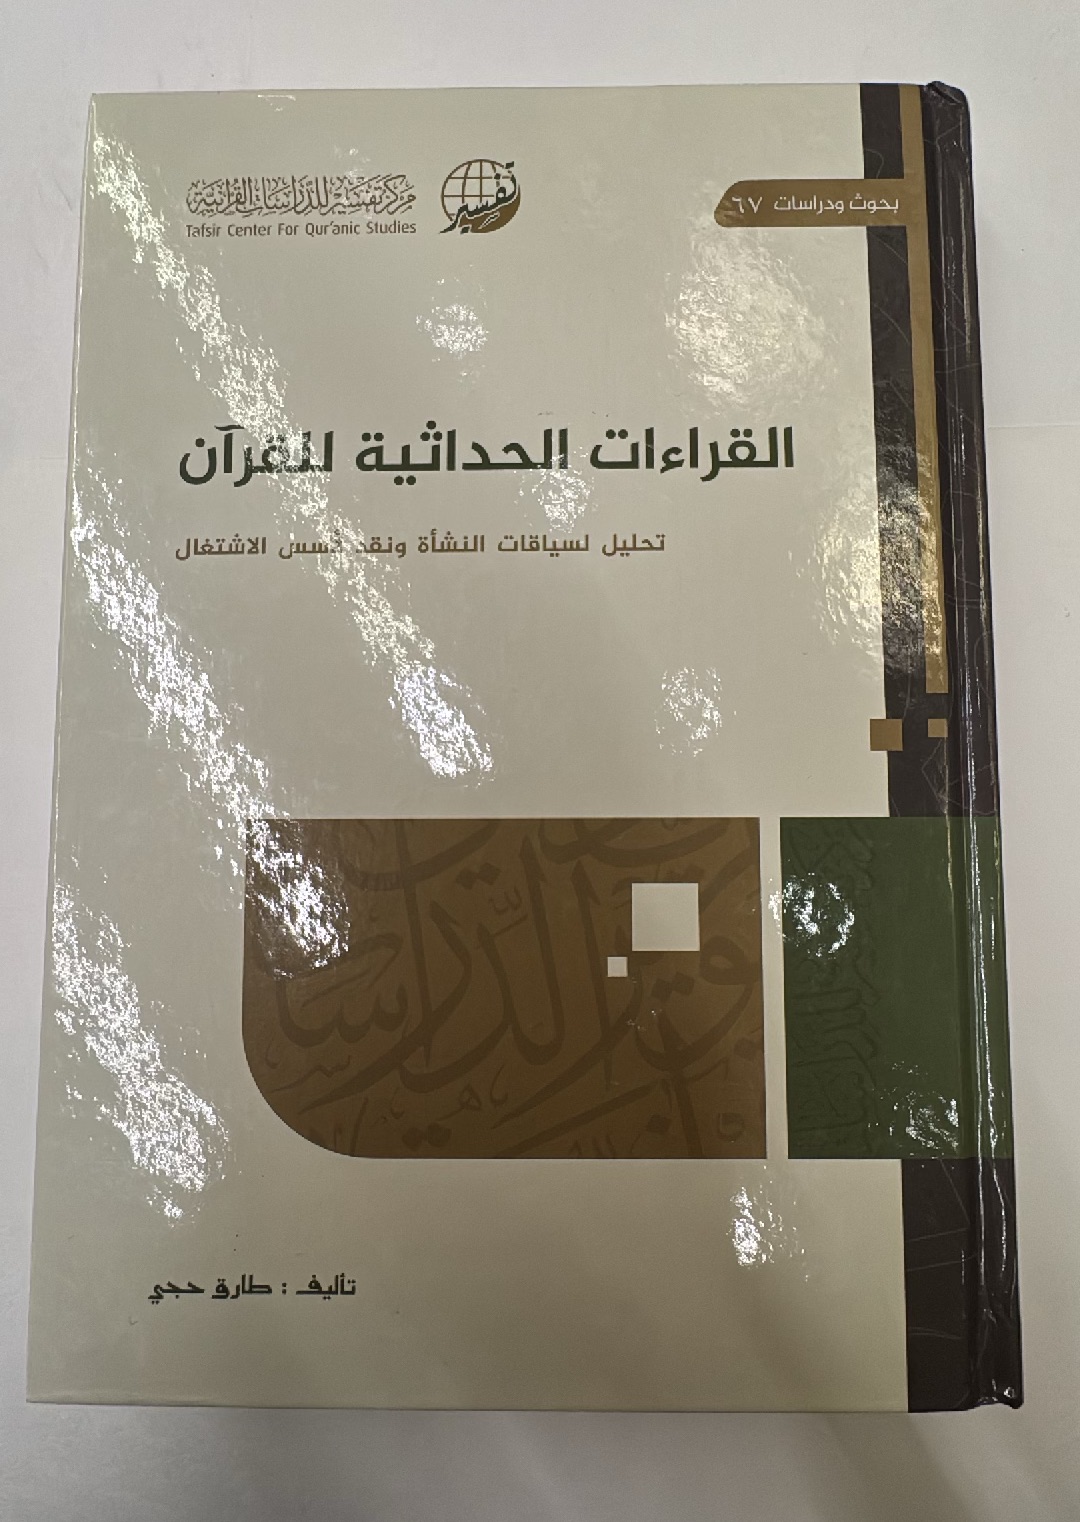 بحوث ودراسات ٦٧
مركز تفسير للدراسات القرآنية
Tafsir Center For Qur'anic Studies
تفسير
القراءات الحداثية للقرآن
تحليل لسياقات النشأة ونقد أسس الاشتغال
تأليف : طارق حجي